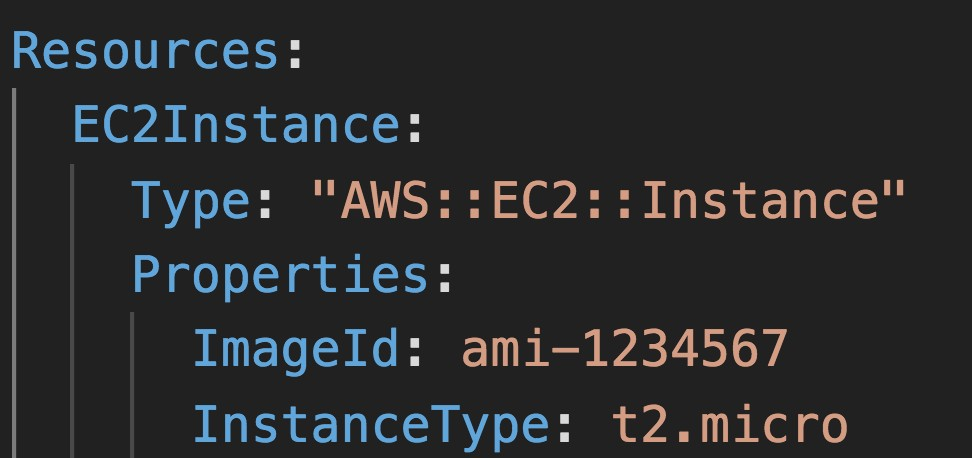 Resources:
EC2Instance:
Type: "AWS::EC2::Instance"
Properties:
ImageId: ami-1234567
InstanceType: t2.micro